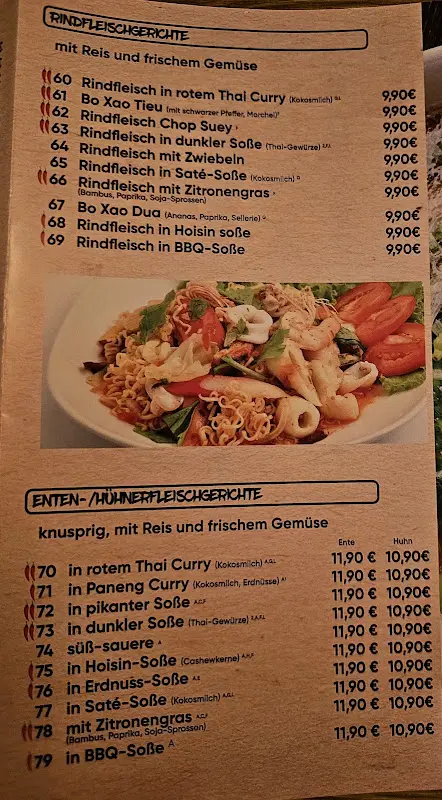 RINDFLEISCHGERICHTE
mit Reis und frischem Gemüse
60 Rindfleisch in rotem Thai Curry (Kokosmilch) 9,90€
61 Bo Xao Tieu (mit schwarzer Pfeffer, Morchel) 9,90€
62 Rindfleisch Chop Suey 9,90€
63 Rindfleisch in dunkler Soße (Thai-Gewürze) 9,90€
64 Rindfleisch mit Zwiebeln 9,90€
65 Rindfleisch in Saté-Soße (Kokosmilch) 9,90€
66 Rindfleisch mit Zitronengras 9,90€
(Bambus, Paprika, Soja-Sprossen)
67 Bo Xao Dua (Ananas, Paprika, Sellerie) 9,90€
68 Rindfleisch in Hoisin soße 9,90€
69 Rindfleisch in BBQ-Soße 9,90€
ENTEN-/HÜHNERFLEISCHGERICHTE
knusprig, mit Reis und frischem Gemüse
Ente Huhn
70 in rotem Thai Curry (Kokosmilch) 11,90 € 10,90€
71 in Paneng Curry (Kokosmilch, Erdnüsse) 11,90 € 10,90€
72 in pikanter Soße A,C,F 11,90 € 10,90€
73 in dunkler Soße (Thai-Gewürze) 11,90 € 10,90€
74 süß-sauere A 11,90 € 10,90€
75 in Hoisin-Soße (Cashewkerne) 11,90 € 10,90€
76 in Erdnuss-Soße 11,90 € 10,90€
77 in Saté-Soße (Kokosmilch) 11,90 € 10,90€
78 mit Zitronengras A,C,F 11,90 € 10,90€
(Bambus, Paprika, Soja-Sprossen)
79 in BBQ-Soße A 11,90 € 10,90€